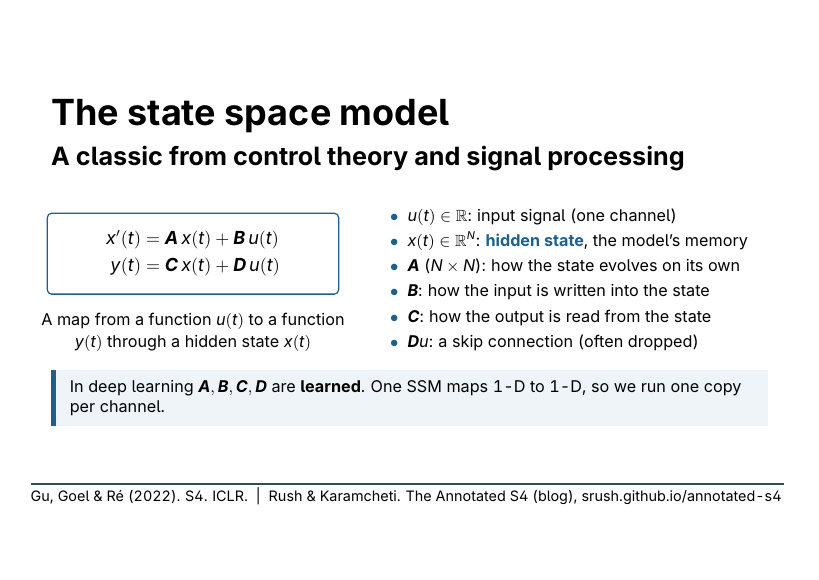 The state space model
A classic from control theory and signal processing
x′(t) = A x(t) + B u(t)
y(t) = C x(t) + D u(t)
A map from a function u(t) to a function
y(t) through a hidden state x(t)
• u(t) ∈ ℝ: input signal (one channel)
• x(t) ∈ ℝᴺ: hidden state, the model’s memory
• A (N × N): how the state evolves on its own
• B: how the input is written into the state
• C: how the output is read from the state
• Du: a skip connection (often dropped)
In deep learning A, B, C, D are learned. One SSM maps 1-D to 1-D, so we run one copy
per channel.
Gu, Goel & Ré (2022). S4. ICLR. | Rush & Karamcheti. The Annotated S4 (blog), srush.github.io/annotated-s4